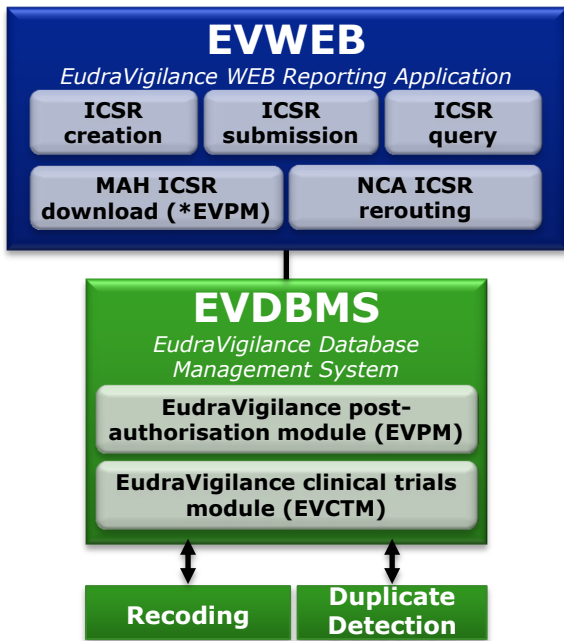 EVWEB
EudraVigilance WEB Reporting Application
ICSR
creation
ICSR
submission
ICSR
query
MAH ICSR
download (*EVPM)
NCA ICSR
rerouting
EVDBMS
EudraVigilance Database
Management System
EudraVigilance post-
authorisation module (EVPM)
EudraVigilance clinical trials
module (EVCTM)
Recoding
Duplicate
Detection